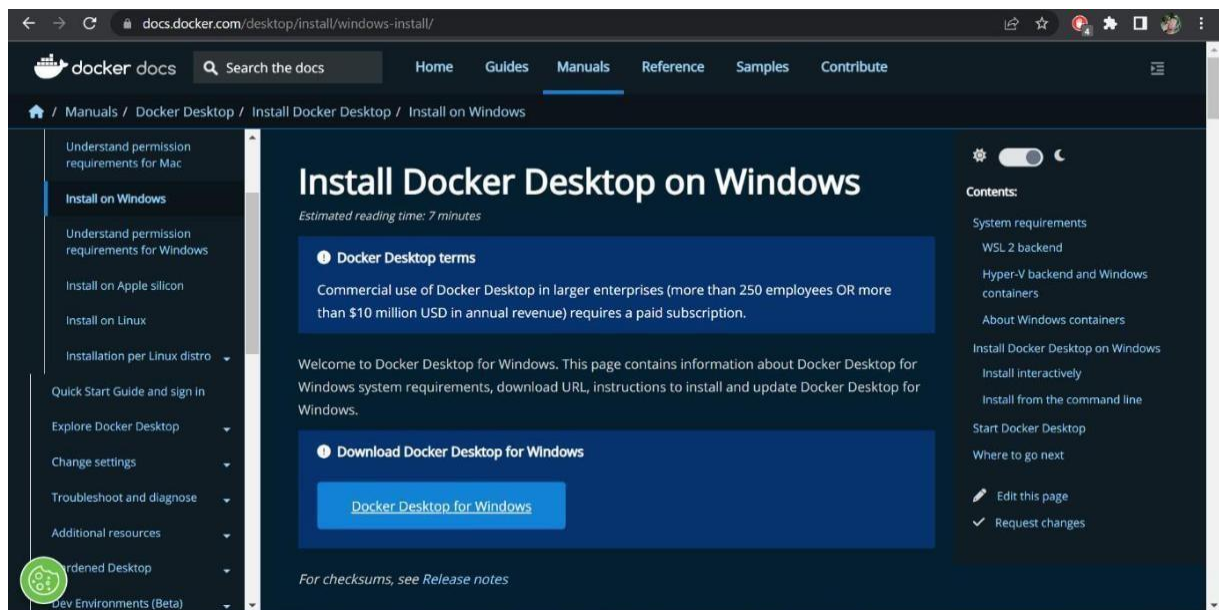 docs.docker.com/desktop/install/windows-install/
4
docker docs
Search the docs
Home
Guides
Manuals
Reference
Samples
Contribute
/ Manuals / Docker Desktop / Install Docker Desktop / Install on Windows
Understand permission
requirements for Mac
Install on Windows
Understand permission
requirements for Windows
Install on Apple silicon
Install on Linux
Installation per Linux distro
Quick Start Guide and sign in
Explore Docker Desktop
Change settings
Troubleshoot and diagnose
Additional resources
Desktop
Dev Environments (Beta)
Install Docker Desktop on Windows
Estimated reading time: 7 minutes
Docker Desktop terms
Commercial use of Docker Desktop in larger enterprises (more than 250 employees OR more
than $10 million USD in annual revenue) requires a paid subscription.
Welcome to Docker Desktop for Windows. This page contains information about Docker Desktop for
Windows system requirements, download URL, instructions to install and update Docker Desktop for
Windows.
Download Docker Desktop for Windows
Docker Desktop for Windows
For checksums, see Release notes
Contents:
System requirements
WSL 2 backend
Hyper-V backend and Windows
containers
About Windows containers
Install Docker Desktop on Windows
Install interactively
Install from the command line
Start Docker Desktop
Where to go next
Edit this page
Request changes